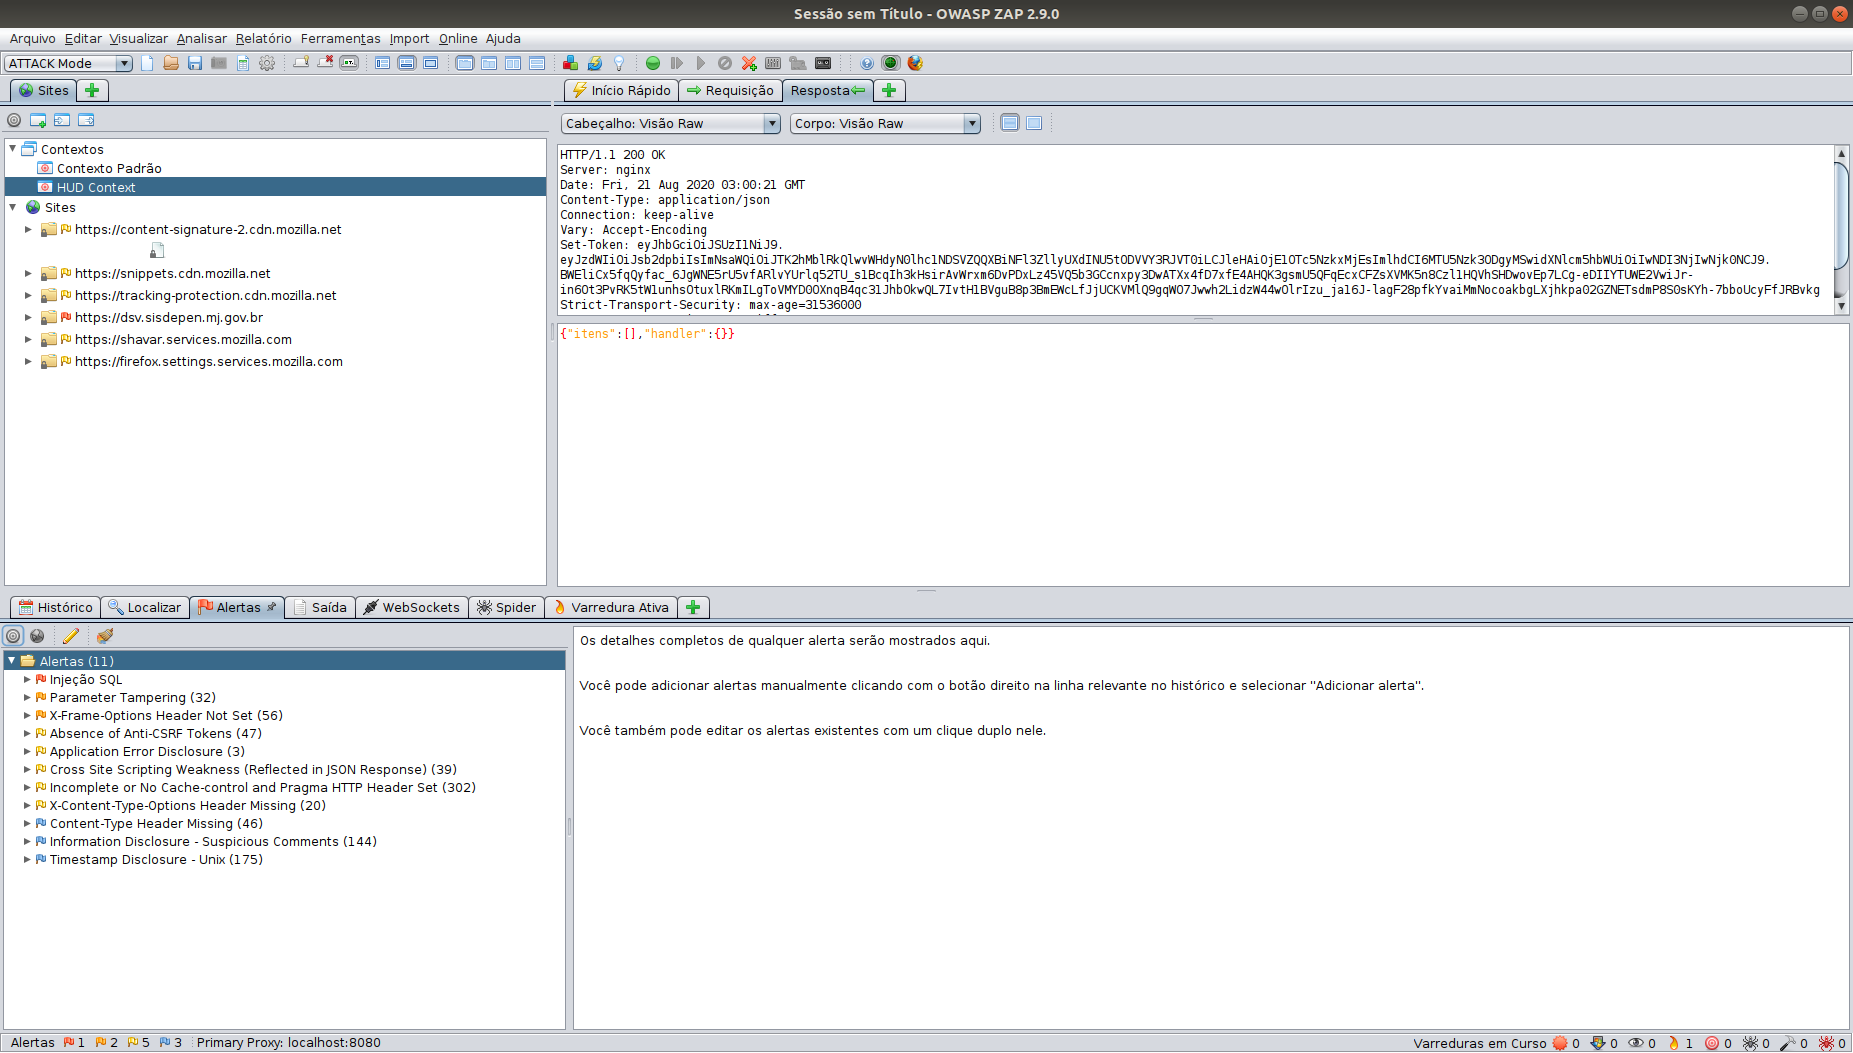 Sessão sem Título - OWASP ZAP 2.9.0
Arquivo Editar Visualizar Analisar Relatório Ferramentas Import Online Ajuda
ATTACK Mode
Sites
Início Rápido Requisição Resposta
Cabeçalho: Visão Raw Corpo: Visão Raw
Contextos
Contexto Padrão
HUD Context
Sites
https://content-signature-2.cdn.mozilla.net
https://snippets.cdn.mozilla.net
https://tracking-protection.cdn.mozilla.net
https://dsv.sisdepen.mj.gov.br
https://shavar.services.mozilla.com
https://firefox.settings.services.mozilla.com
HTTP/1.1 200 OK
Server: nginx
Date: Fri, 21 Aug 2020 03:00:21 GMT
Content-Type: application/json
Connection: keep-alive
Vary: Accept-Encoding
Set-Token: eyJhbGciOiJSUzI1NiJ9.
Strict-Transport-Security: max-age=31536000
{"itens":[],"handler":{}}
Histórico Localizar Alertas Saída WebSockets Spider Varredura Ativa
Alertas (11)
Injeção SQL
Parameter Tampering (32)
X-Frame-Options Header Not Set (56)
Absence of Anti-CSRF Tokens (47)
Application Error Disclosure (3)
Cross Site Scripting Weakness (Reflected in JSON Response) (39)
Incomplete or No Cache-control and Pragma HTTP Header Set (302)
X-Content-Type-Options Header Missing (20)
Content-Type Header Missing (46)
Information Disclosure - Suspicious Comments (144)
Timestamp Disclosure - Unix (175)
Os detalhes completos de qualquer alerta serão mostrados aqui.
Você pode adicionar alertas manualmente clicando com o botão direito na linha relevante no histórico e selecionar "Adicionar alerta".
Você também pode editar os alertas existentes com um clique duplo nele.
Alertas 1 2 5 3 Primary Proxy: localhost:8080
Varreduras em Curso 0 0 0 1 0 0 0 0